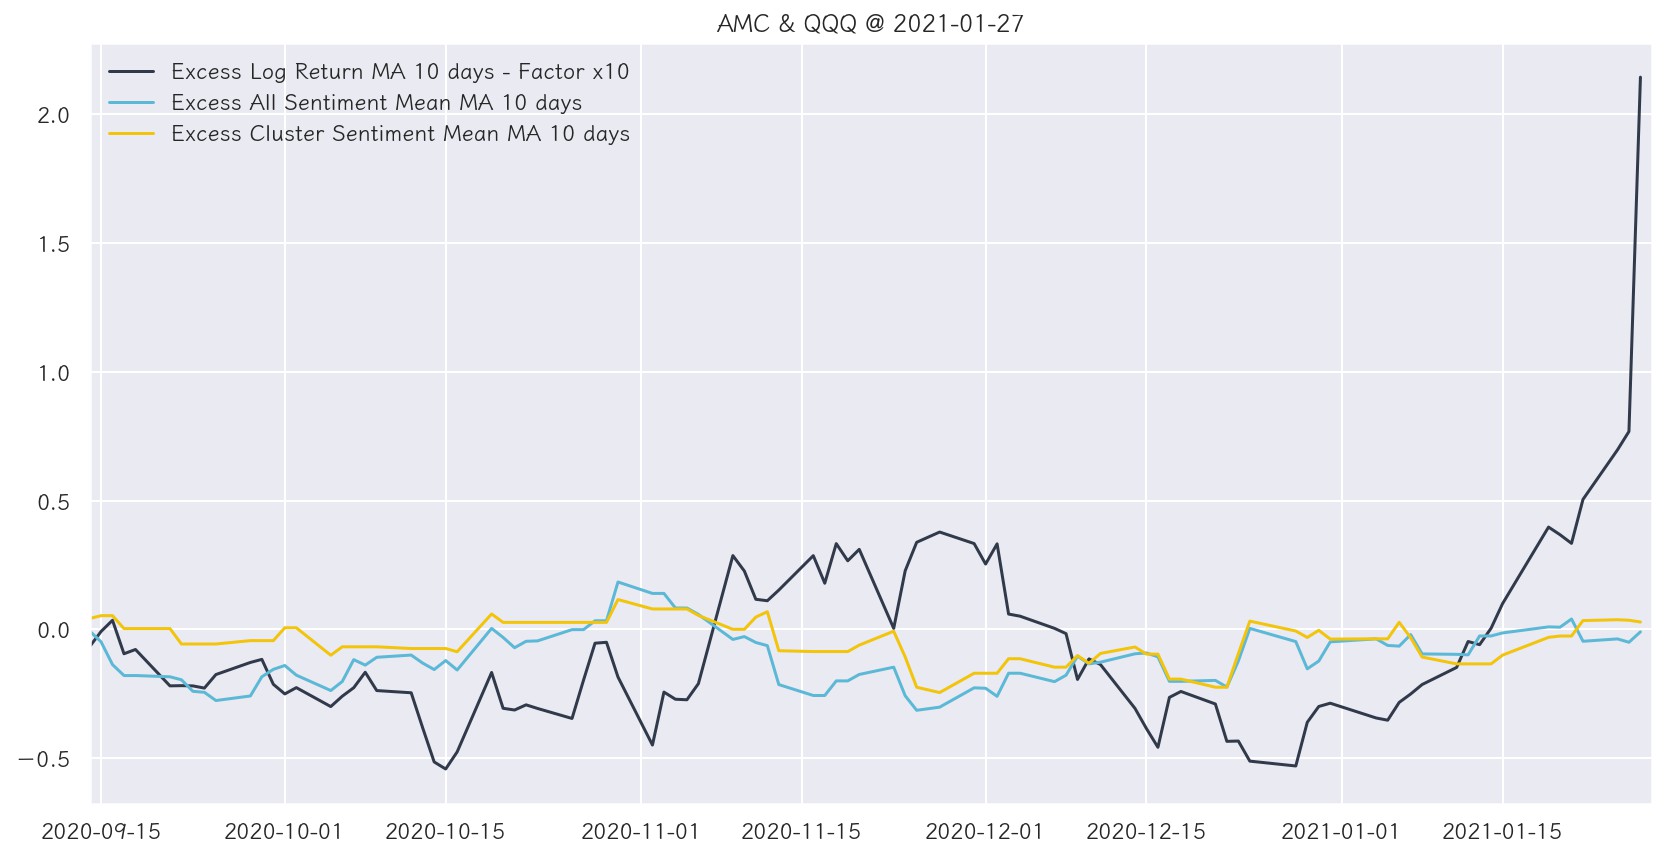 AMC & QQQ @ 2021-01-27
Excess Log Return MA 10 days - Factor x10
Excess All Sentiment Mean MA 10 days
Excess Cluster Sentiment Mean MA 10 days
2.0
1.5
1.0
0.5
0.0
−0.5
2020-09-15 2020-10-01 2020-10-15 2020-11-01 2020-11-15 2020-12-01 2020-12-15 2021-01-01 2021-01-15